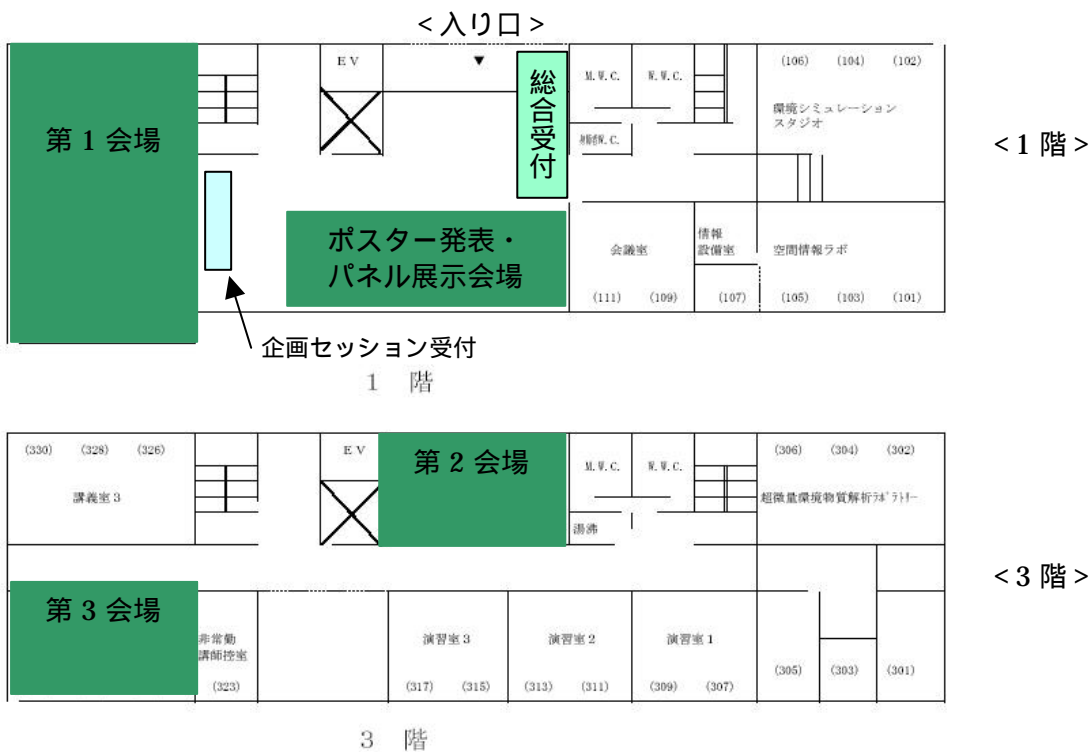 <入り口>
EV
▼
総合受付
M.W.C.
W.W.C.
(106) (104) (102)
環境シミュレーション
スタジオ
第1会場
<1階>
ポスター発表・
パネル展示会場
会議室
情報
設備室
空間情報ラボ
(111) (109)
(107)
(105) (103) (101)
企画セッション受付
1 階
(330) (328) (326)
講義室3
EV
第2会場
M.W.C.
W.W.C.
湯沸
(306) (304) (302)
超微量環境物質解析ラボラトリー
<3階>
第3会場
非常勤
講師控室
(323)
演習室3
(317) (315)
演習室2
(313) (311)
演習室1
(309) (307)
(305)
(303)
(301)
3 階